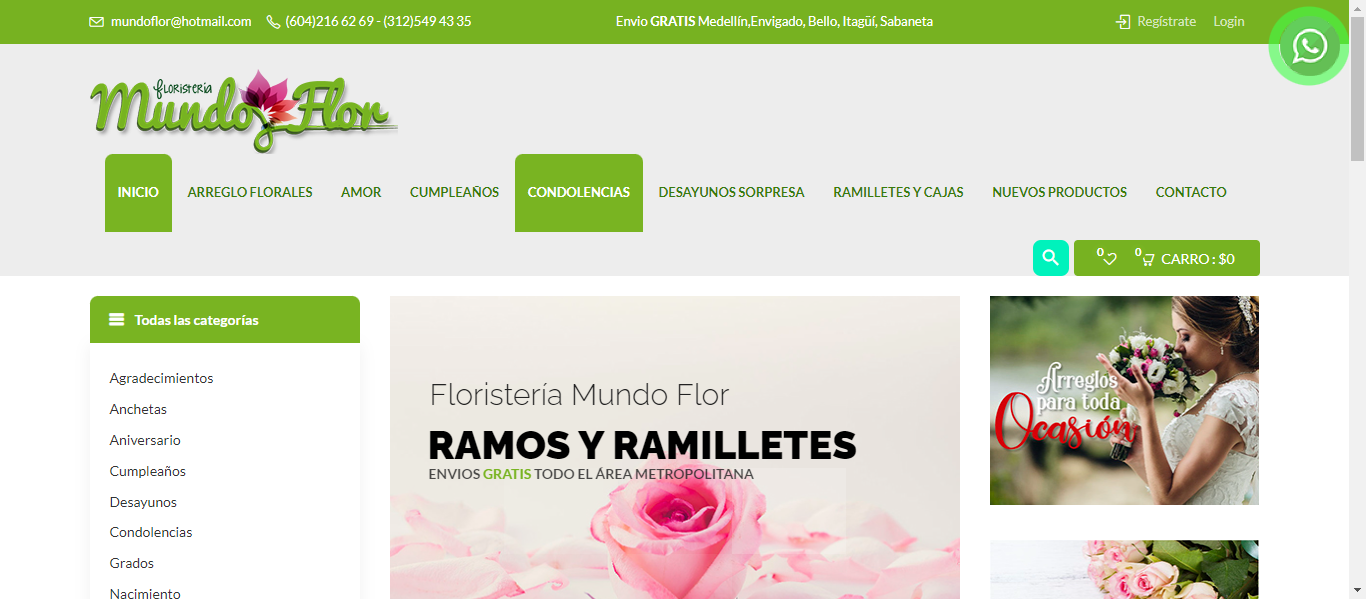 mundoflor@hotmail.com (604)216 62 69 - (312)549 43 35 Envio GRATIS Medellín,Envigado, Bello, Itagüí, Sabaneta Regístrate Login
floristería
Mundo Flor
INICIO ARREGLO FLORALES AMOR CUMPLEAÑOS CONDOLENCIAS DESAYUNOS SORPRESA RAMILLETES Y CAJAS NUEVOS PRODUCTOS CONTACTO
0 0 CARRO : $0
Todas las categorías
Agradecimientos
Anchetas
Aniversario
Cumpleaños
Desayunos
Condolencias
Grados
Nacimiento
Floristería Mundo Flor
RAMOS Y RAMILLETES
ENVIOS GRATIS TODO EL ÁREA METROPOLITANA
Arreglos
para toda
Ocasión